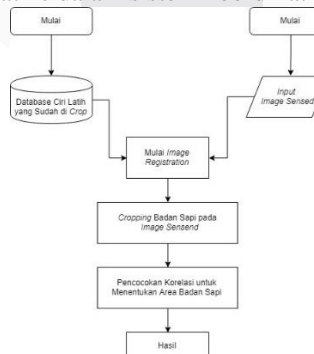 Mulai
Mulai
Database Ciri Latih
yang Sudah di Crop
Input
Image Sensed
Mulai Image
Registration
Cropping Badan Sapi pada
Image Sensend
Pencocokan Korelasi untuk
Menentukan Area Badan Sapi
Hasil